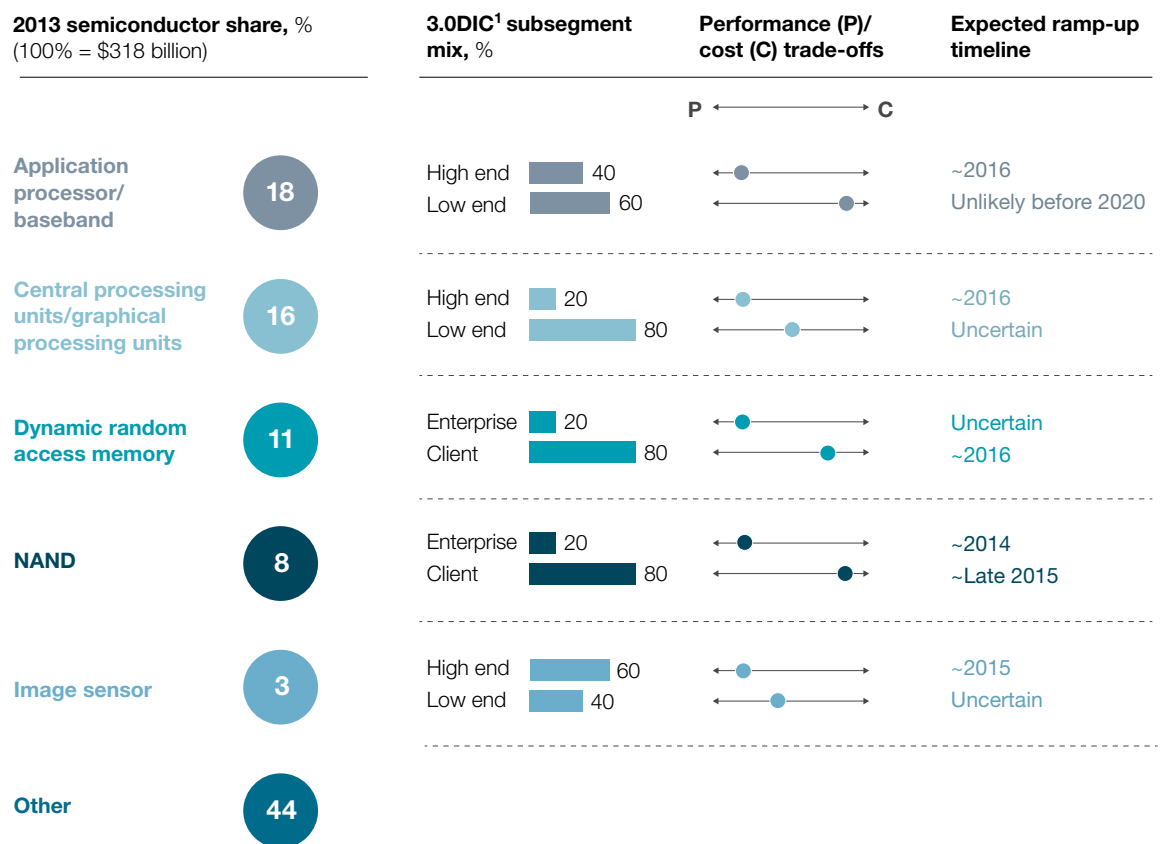 2013 semiconductor share, %
(100% = $318 billion)
3.0DIC¹ subsegment
mix, %
Performance (P)/
cost (C) trade-offs
Expected ramp-up
timeline
P
C
Application
processor/
baseband
18
High end
40
~2016
Low end
60
Unlikely before 2020
Central processing
units/graphical
processing units
16
High end
20
~2016
Low end
80
Uncertain
Dynamic random
access memory
11
Enterprise
20
Uncertain
Client
80
~2016
NAND
8
Enterprise
20
~2014
Client
80
~Late 2015
Image sensor
3
High end
60
~2015
Low end
40
Uncertain
Other
44